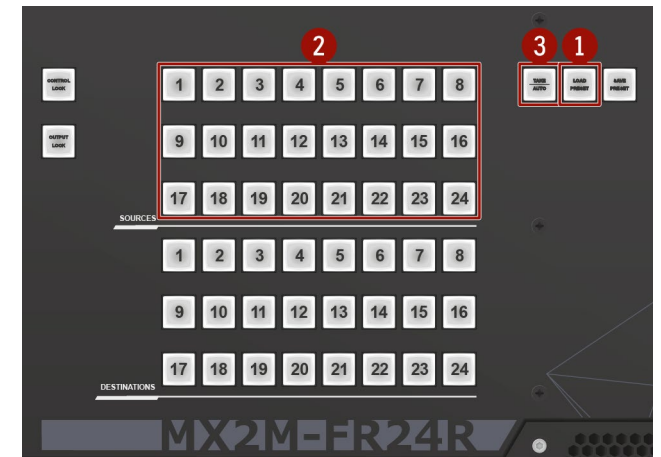 2
3 1
CONTROL LOCK
1 2 3 4 5 6 7 8
TAKE AUTO
LOAD PRESET
SAVE PRESET
OUTPUT LOCK
9 10 11 12 13 14 15 16
17 18 19 20 21 22 23 24
SOURCES
1 2 3 4 5 6 7 8
9 10 11 12 13 14 15 16
17 18 19 20 21 22 23 24
DESTINATIONS
MX2M-FR24R